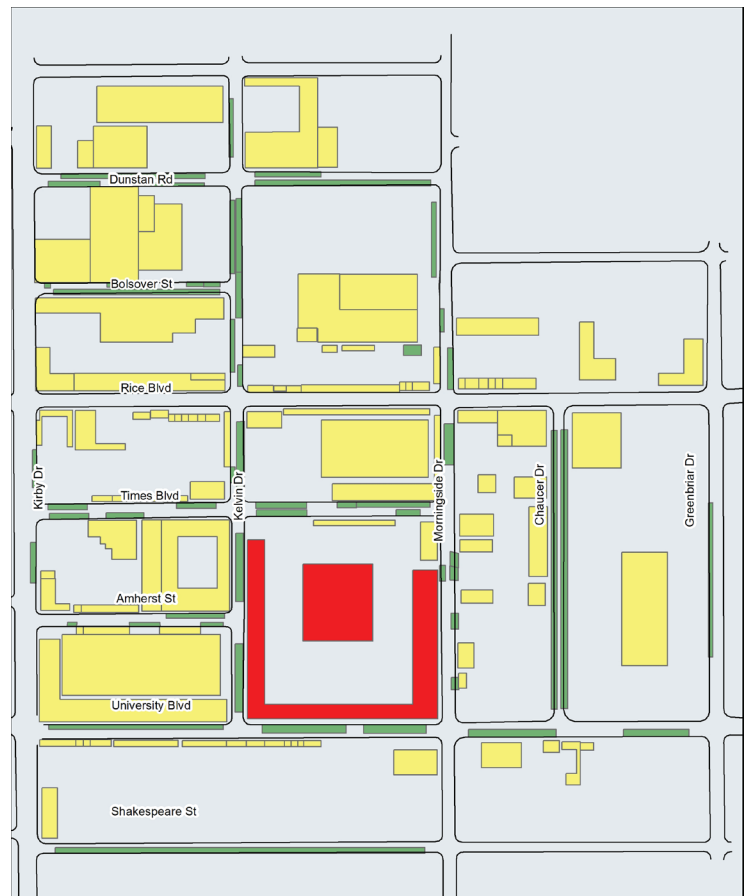 Dunstan Rd
Bolsover St
Rice Blvd
Times Blvd
Kirby Dr
Kelvin Dr
Morningside Dr
Chaucer Dr
Greenbriar Dr
Amherst St
University Blvd
Shakespeare St